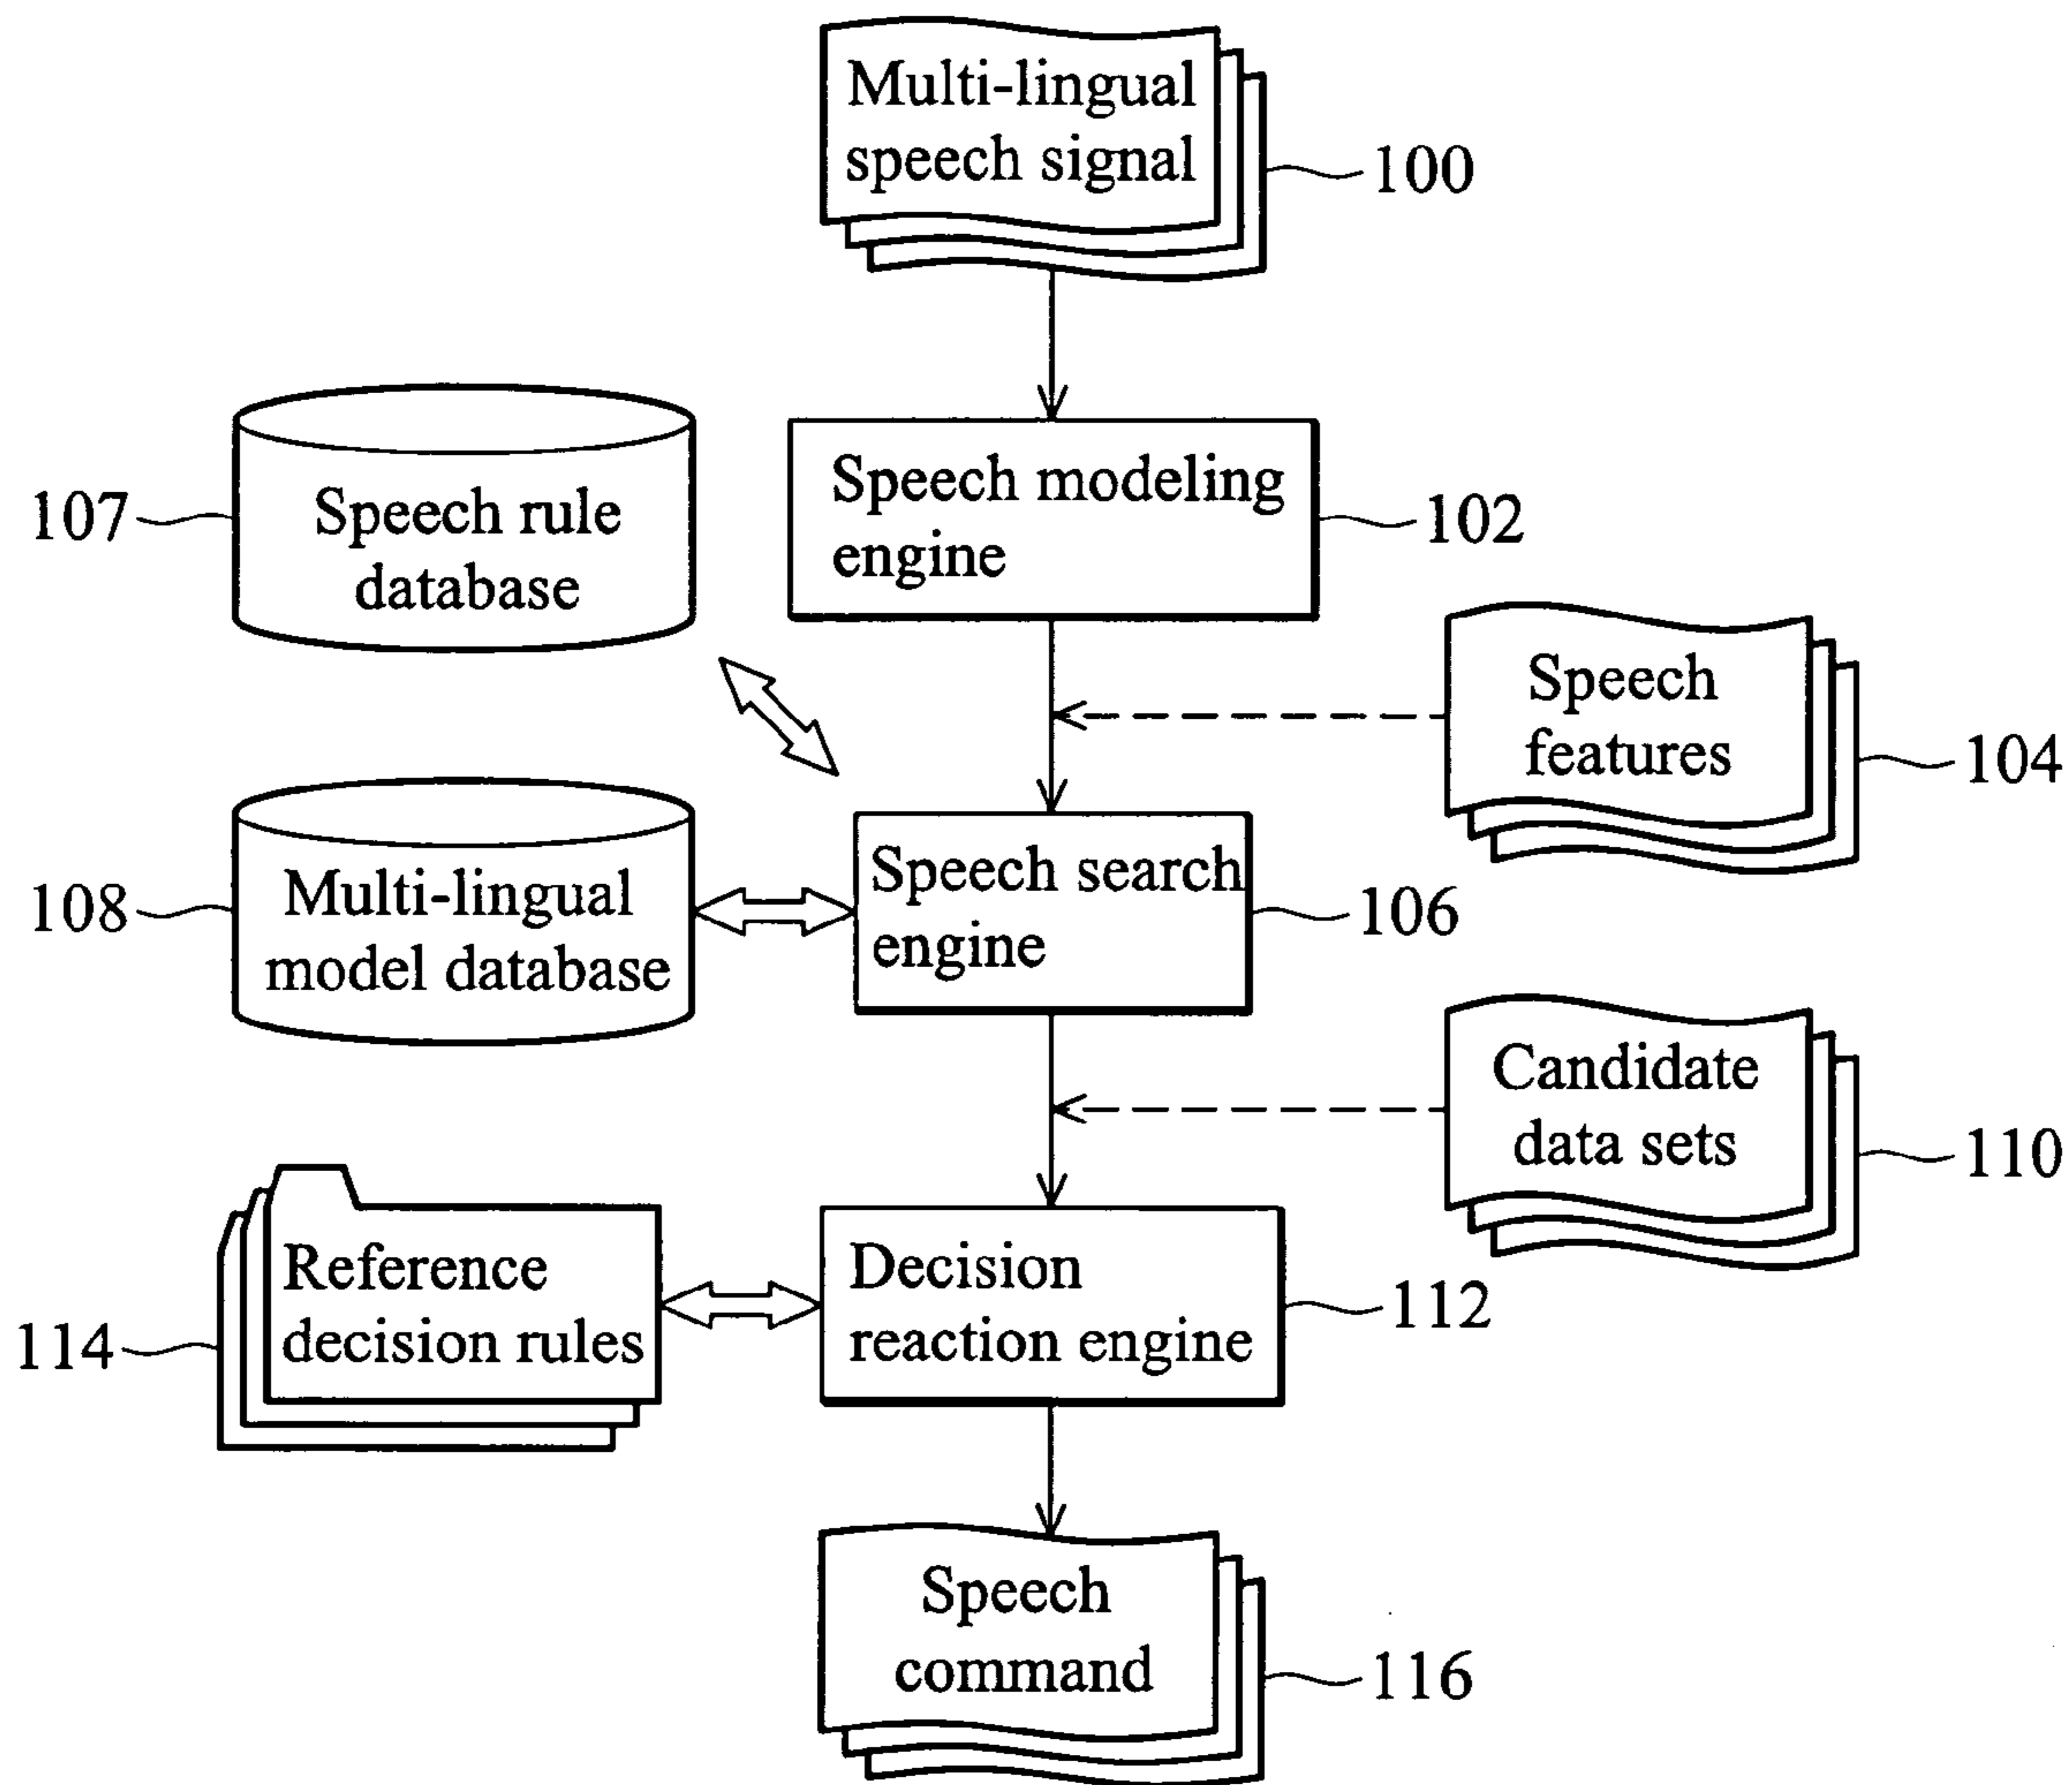 Multi-lingual
speech signal
100
Speech modeling
engine
102
107
Speech rule
database
Speech
features
104
108
Multi-lingual
model database
Speech search
engine
106
Candidate
data sets
110
114
Reference
decision rules
Decision
reaction engine
112
Speech
command
116